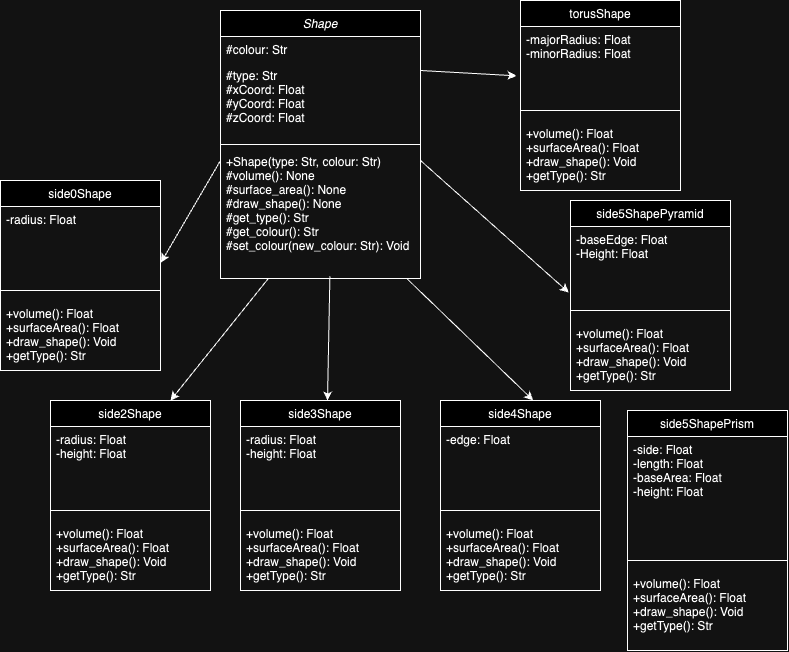 Shape
#colour: Str
#type: Str
#xCoord: Float
#yCoord: Float
#zCoord: Float
+Shape(type: Str, colour: Str)
#volume(): None
#surface_area(): None
#draw_shape(): None
#get_type(): Str
#get_colour(): Str
#set_colour(new_colour: Str): Void
torusShape
-majorRadius: Float
-minorRadius: Float
+volume(): Float
+surfaceArea(): Float
+draw_shape(): Void
+getType(): Str
side0Shape
-radius: Float
+volume(): Float
+surfaceArea(): Float
+draw_shape(): Void
+getType(): Str
side5ShapePyramid
-baseEdge: Float
-Height: Float
+volume(): Float
+surfaceArea(): Float
+draw_shape(): Void
+getType(): Str
side2Shape
-radius: Float
-height: Float
+volume(): Float
+surfaceArea(): Float
+draw_shape(): Void
+getType(): Str
side3Shape
-radius: Float
-height: Float
+volume(): Float
+surfaceArea(): Float
+draw_shape(): Void
+getType(): Str
side4Shape
-edge: Float
+volume(): Float
+surfaceArea(): Float
+draw_shape(): Void
+getType(): Str
side5ShapePrism
-side: Float
-length: Float
-baseArea: Float
-height: Float
+volume(): Float
+surfaceArea(): Float
+draw_shape(): Void
+getType(): Str